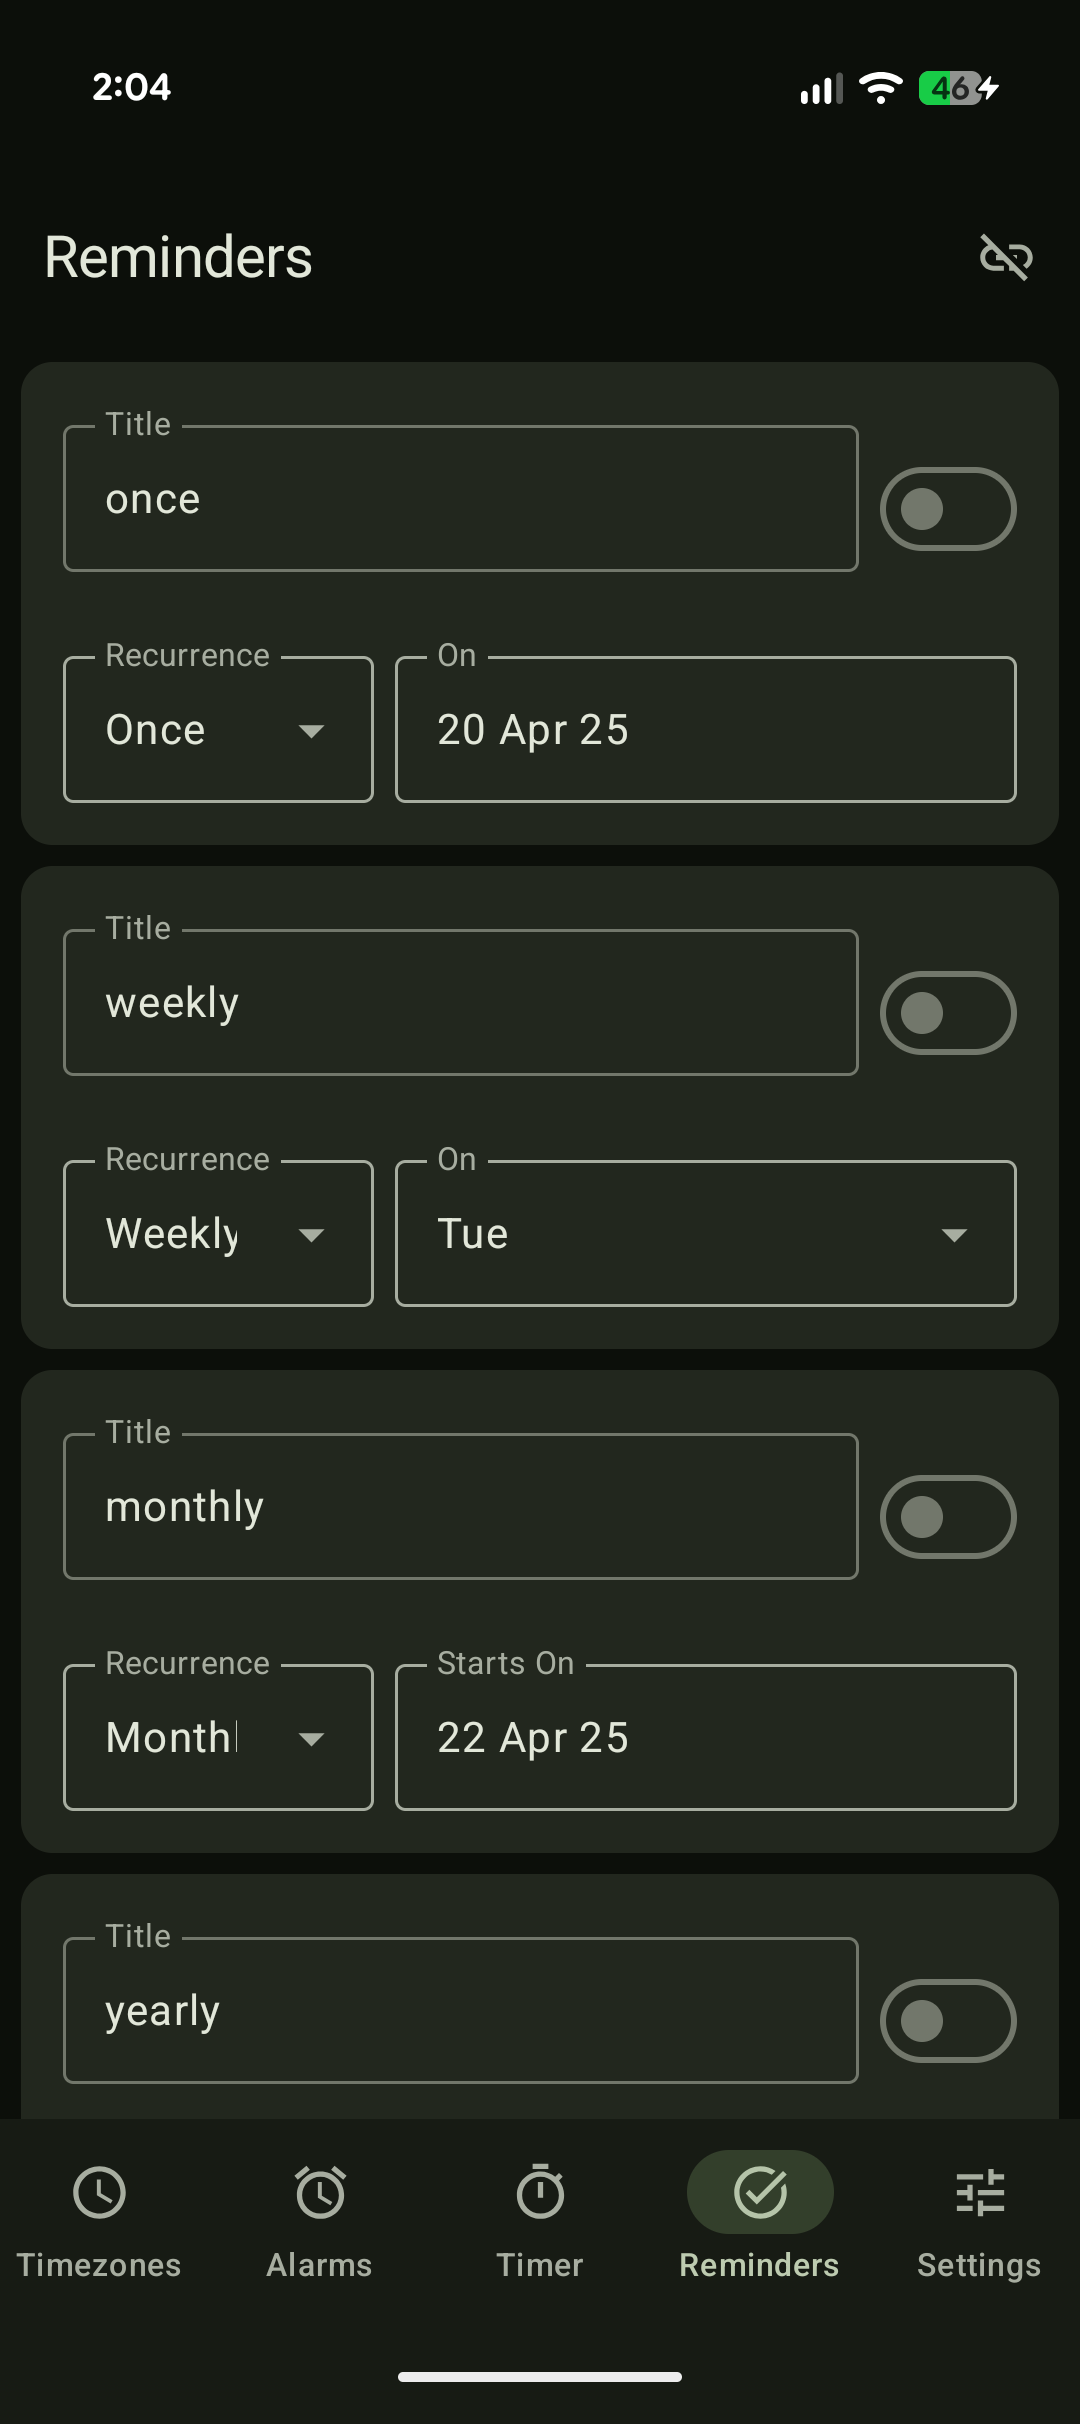 2:04
46
Reminders
Title
once
Recurrence
On
Once
20 Apr 25
Title
weekly
Recurrence
On
Weekly
Tue
Title
monthly
Recurrence
Starts On
Monthl
22 Apr 25
Title
yearly
Timezones
Alarms
Timer
Reminders
Settings